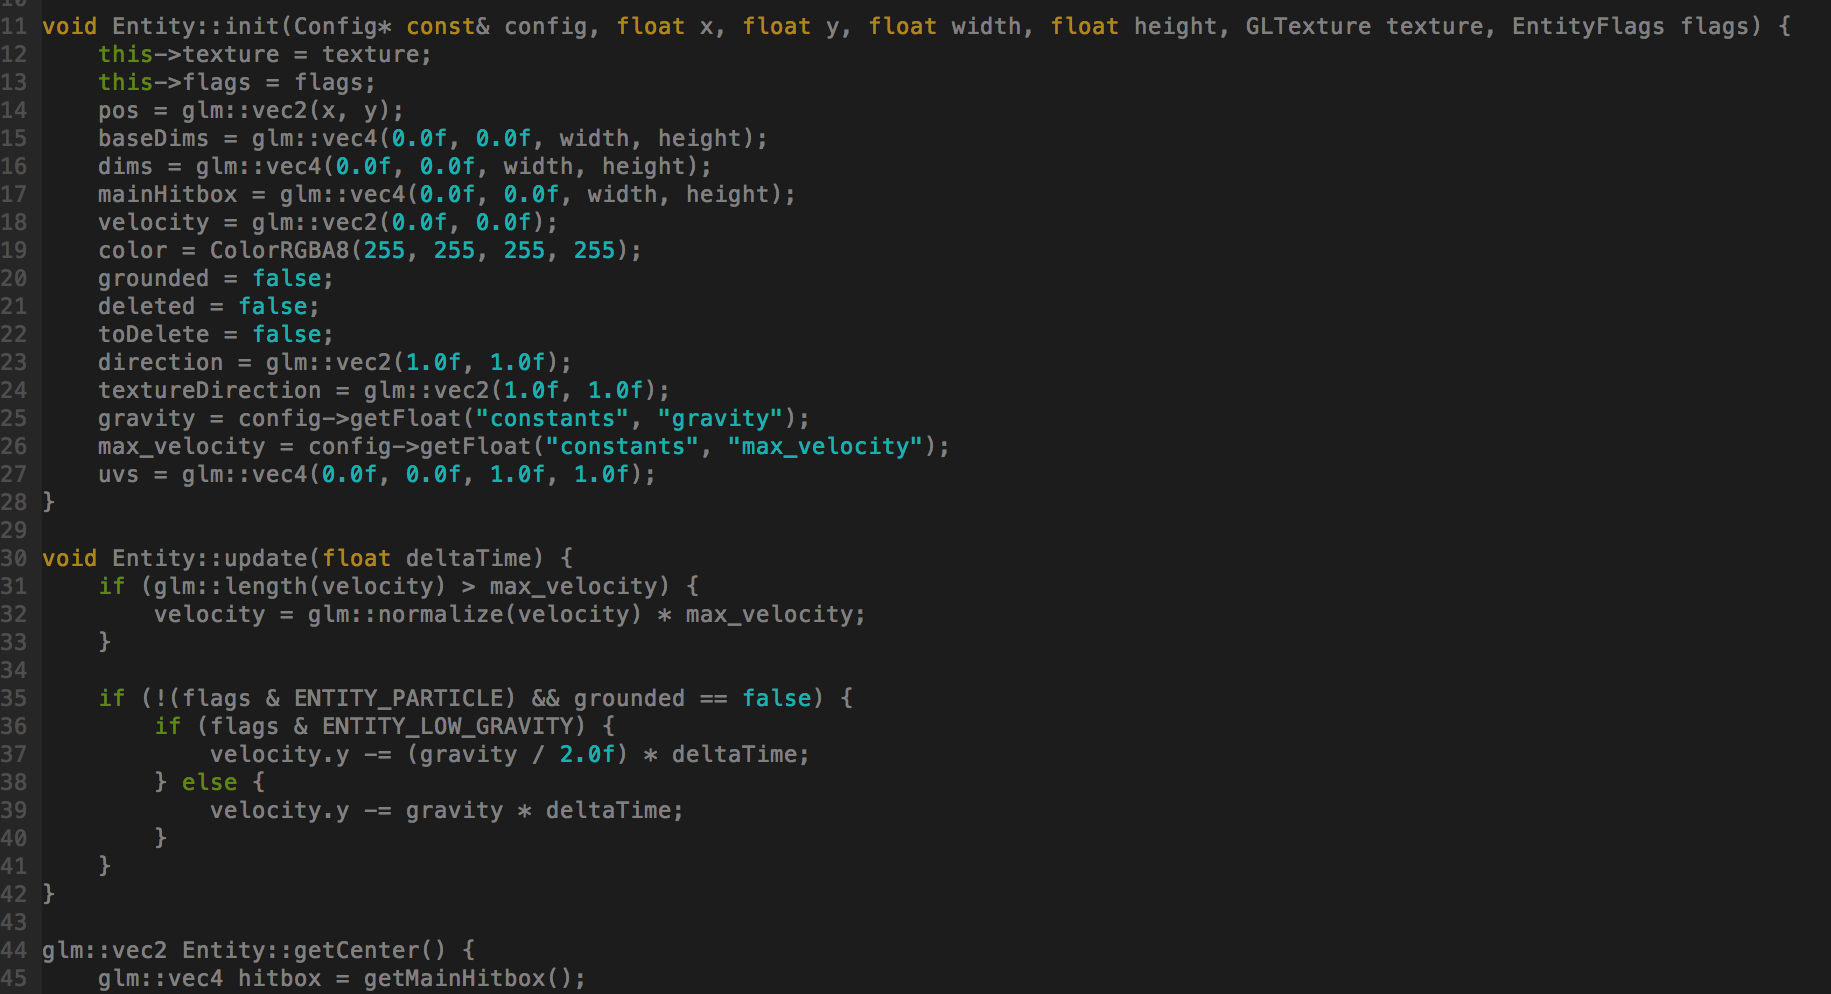 10
11 void Entity::init(Config* const& config, float x, float y, float width, float height, GLTexture texture, EntityFlags flags) {
12     this->texture = texture;
13     this->flags = flags;
14     pos = glm::vec2(x, y);
15     baseDims = glm::vec4(0.0f, 0.0f, width, height);
16     dims = glm::vec4(0.0f, 0.0f, width, height);
17     mainHitbox = glm::vec4(0.0f, 0.0f, width, height);
18     velocity = glm::vec2(0.0f, 0.0f);
19     color = ColorRGBA8(255, 255, 255, 255);
20     grounded = false;
21     deleted = false;
22     toDelete = false;
23     direction = glm::vec2(1.0f, 1.0f);
24     textureDirection = glm::vec2(1.0f, 1.0f);
25     gravity = config->getFloat("constants", "gravity");
26     max_velocity = config->getFloat("constants", "max_velocity");
27     uvs = glm::vec4(0.0f, 0.0f, 1.0f, 1.0f);
28 }
29
30 void Entity::update(float deltaTime) {
31     if (glm::length(velocity) > max_velocity) {
32         velocity = glm::normalize(velocity) * max_velocity;
33     }
34
35     if (!(flags & ENTITY_PARTICLE) && grounded == false) {
36         if (flags & ENTITY_LOW_GRAVITY) {
37             velocity.y -= (gravity / 2.0f) * deltaTime;
38         } else {
39             velocity.y -= gravity * deltaTime;
40         }
41     }
42 }
43
44 glm::vec2 Entity::getCenter() {
45     glm::vec4 hitbox = getMainHitbox();